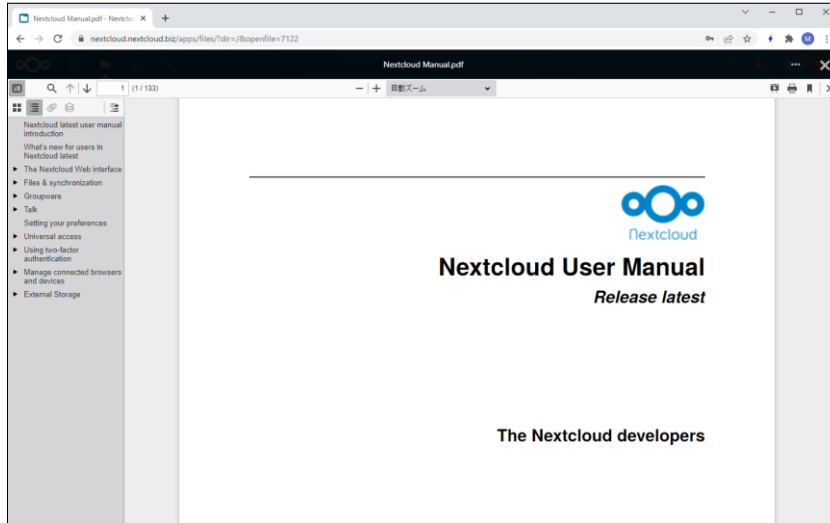 Nextcloud Manual.pdf - Nextclou
nextcloud.nextcloud.biz/apps/files/?dir=/&openfile=7122
M
Nextcloud Manual.pdf
1 (1 / 133)
自動ズーム
Nextcloud latest user manual
introduction
What's new for users in
Nextcloud latest
The Nextcloud Web interface
Files & synchronization
Groupware
Talk
Setting your preferences
Universal access
Using two-factor
authentication
Manage connected browsers
and devices
External Storage
Nextcloud
Nextcloud User Manual
Release latest
The Nextcloud developers